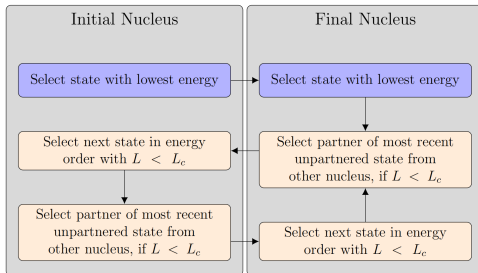 Initial Nucleus
Final Nucleus
Select state with lowest energy
Select state with lowest energy
Select next state in energy
order with L < L_c
Select partner of most recent
unpartnered state from
other nucleus, if L < L_c
Select partner of most recent
unpartnered state from
other nucleus, if L < L_c
Select next state in energy
order with L < L_c